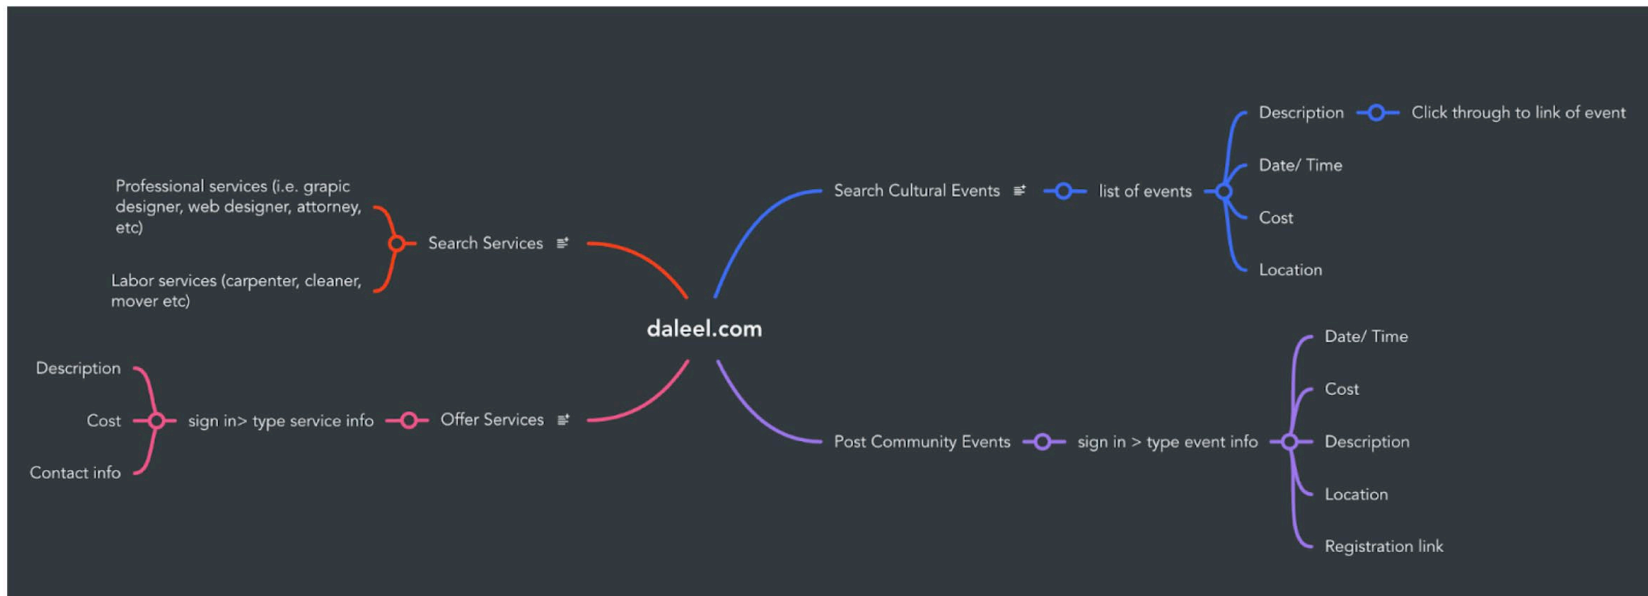 daleel.com
Search Cultural Events
list of events
Description
Click through to link of event
Date/ Time
Cost
Location
Post Community Events
sign in > type event info
Date/ Time
Cost
Description
Location
Registration link
Search Services
Professional services (i.e. grapic
designer, web designer, attorney,
etc)
Labor services (carpenter, cleaner,
mover etc)
Offer Services
sign in> type service info
Description
Cost
Contact info